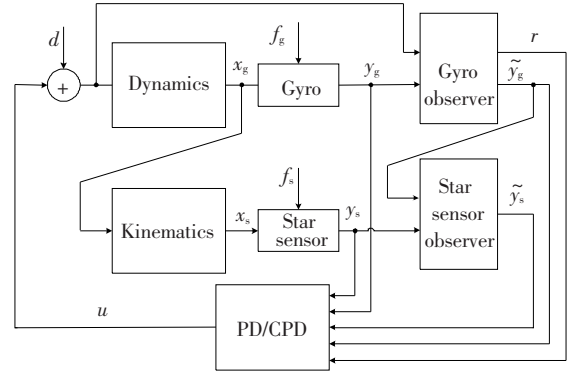 d
+
Dynamics
x_g
f_g
Gyro
y_g
Gyro
observer
r
ỹ_g
Kinematics
x_s
f_s
Star
sensor
y_s
Star
sensor
observer
ỹ_s
u
PD/CPD